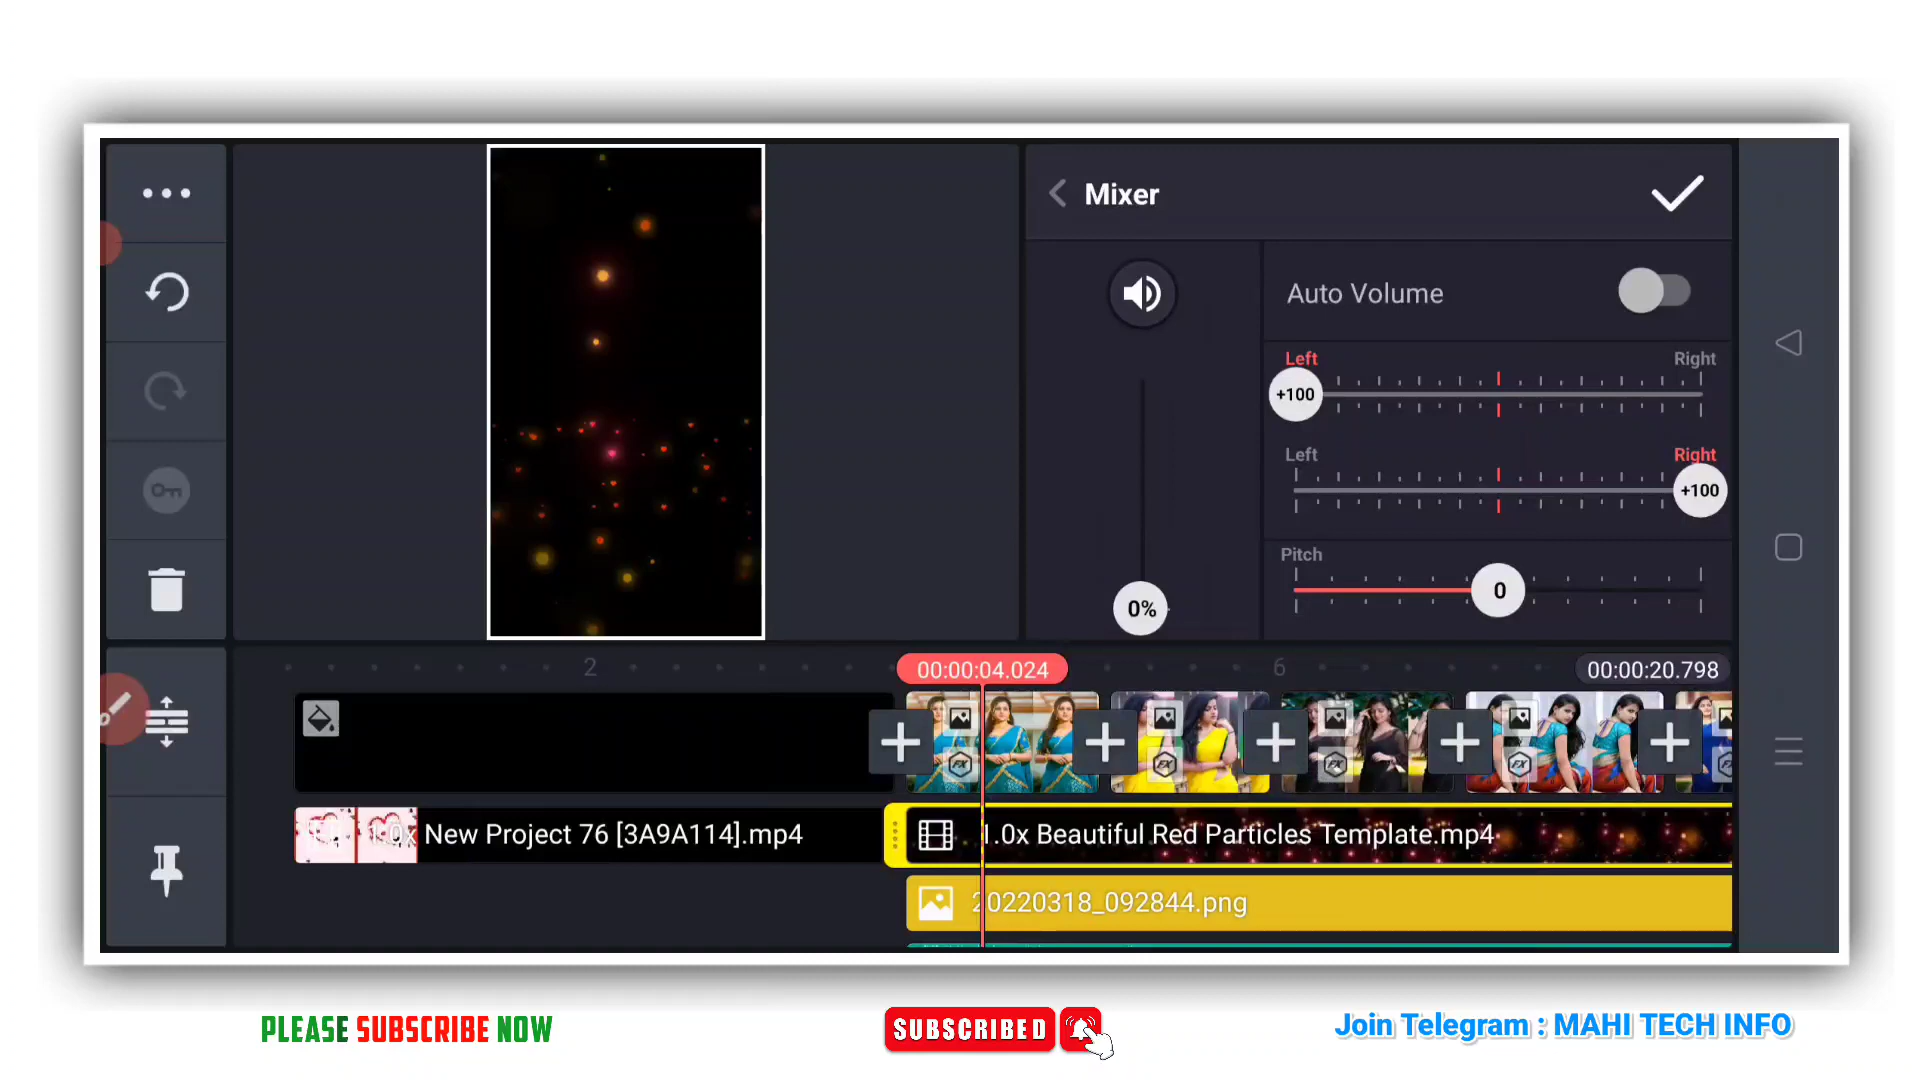 Mixer
Auto Volume
Left
Right
+100
Left
Right
+100
Pitch
0
0%
2
00:00:04.024
6
00:00:20.798
1.0x New Project 76 [3A9A114].mp4
1.0x Beautiful Red Particles Template.mp4
20220318_092844.png
PLEASE SUBSCRIBE NOW
SUBSCRIBED
Join Telegram : MAHI TECH INFO